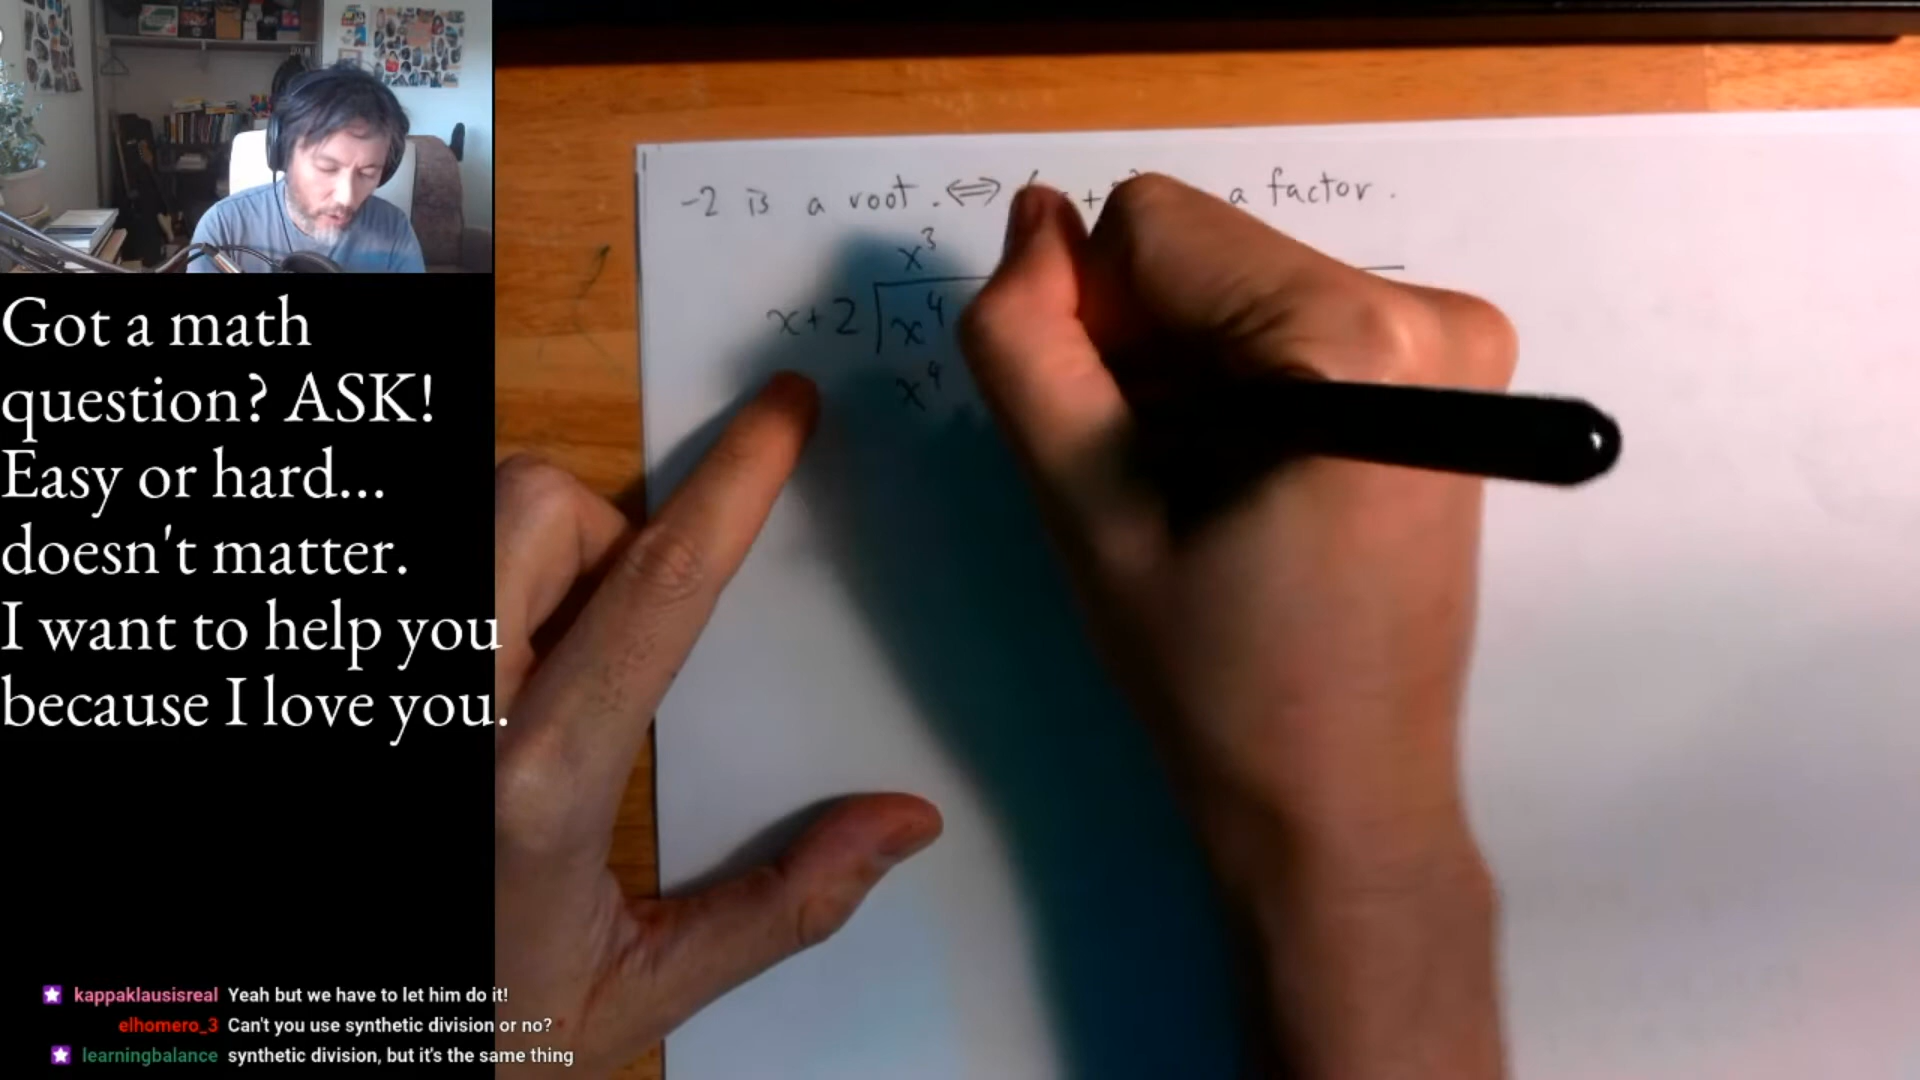 Got a math
question? ASK!
Easy or hard...
doesn't matter.
I want to help you
because I love you.
-2 is a root. ⇔ ( + a factor.
x³
x+2 x⁴
x⁴
kappaklausisreal Yeah but we have to let him do it!
elhomero_3 Can't you use synthetic division or no?
learningbalance synthetic division, but it's the same thing